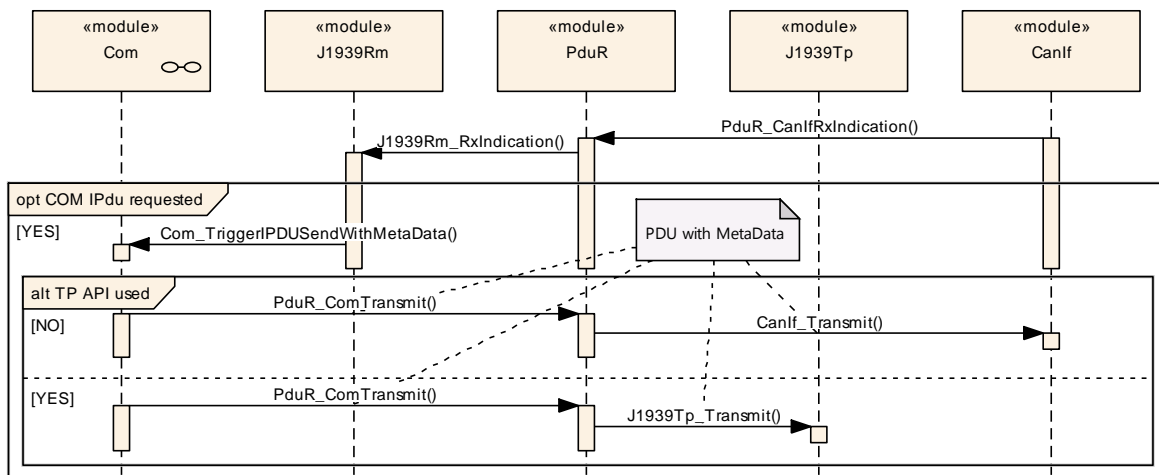 «module»
Com
«module»
J1939Rm
«module»
PduR
«module»
J1939Tp
«module»
CanIf
PduR_CanIfRxIndication()
J1939Rm_RxIndication()
opt COM IPdu requested
[YES]
Com_TriggerIPDUSendWithMetaData()
PDU with MetaData
alt TP API used
PduR_ComTransmit()
[NO]
CanIf_Transmit()
[YES]
PduR_ComTransmit()
J1939Tp_Transmit()